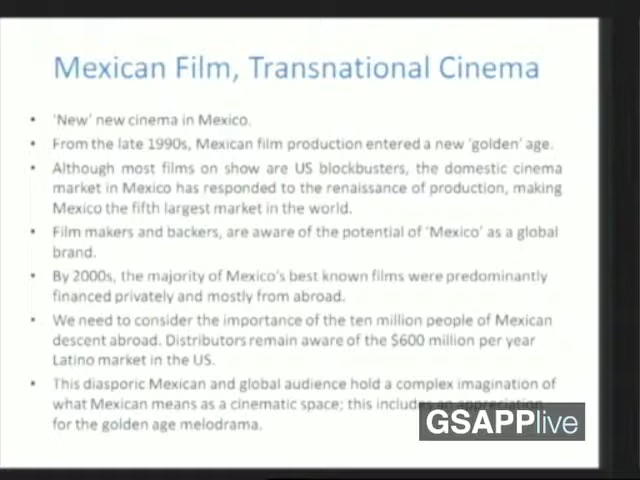 Mexican Film, Transnational Cinema
• 'New' new cinema in Mexico.
• From the late 1990s, Mexican film production entered a new 'golden' age.
• Although most films on show are US blockbusters, the domestic cinema
market in Mexico has responded to the renaissance of production, making
Mexico the fifth largest market in the world.
• Film makers and backers, are aware of the potential of 'Mexico' as a global
brand.
• By 2000s, the majority of Mexico's best known films were predominantly
financed privately and mostly from abroad.
• We need to consider the importance of the ten million people of Mexican
descent abroad. Distributors remain aware of the $600 million per year
Latino market in the US.
• This diasporic Mexican and global audience hold a complex imagination of
what Mexican means as a cinematic space; this includes an appreciation
for the golden age melodrama.
GSAPPlive